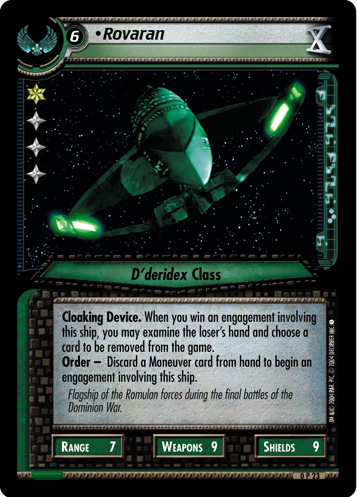 6 •Rovaran
D'deridex Class
Cloaking Device. When you win an engagement involving
this ship, you may examine the loser's hand and choose a
card to be removed from the game.
Order – Discard a Maneuver card from hand to begin an
engagement involving this ship.
Flagship of the Romulan forces during the final battles of the
Dominion War.
RANGE 7 WEAPONS 9 SHIELDS 9
0 P 23